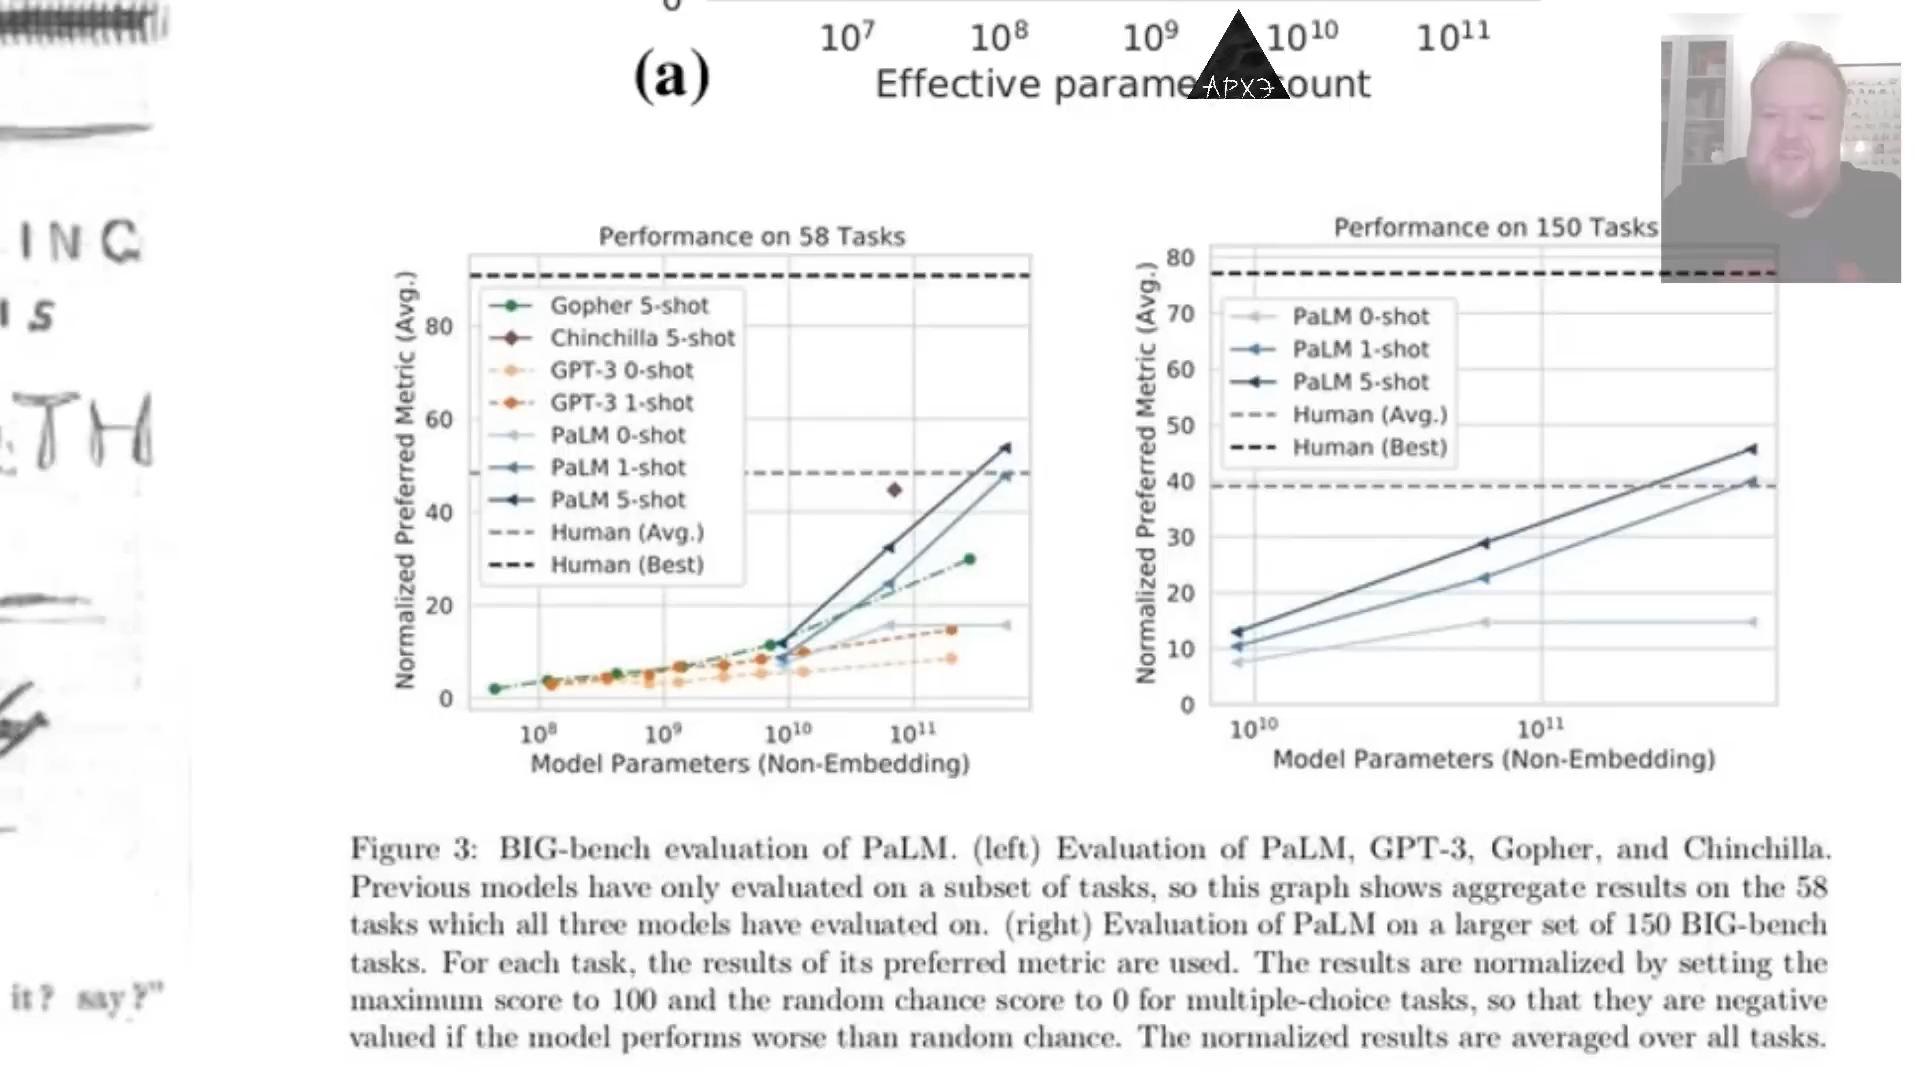 0
10⁷ 10⁸ 10⁹ 10¹⁰ 10¹¹
(a)
Effective parame ount
APXЭ
ING
IS
TH
it? say?"
Performance on 58 Tasks
Normalized Preferred Metric (Avg.)
80
60
40
20
0
Gopher 5-shot
Chinchilla 5-shot
GPT-3 0-shot
GPT-3 1-shot
PaLM 0-shot
PaLM 1-shot
PaLM 5-shot
Human (Avg.)
Human (Best)
10⁸ 10⁹ 10¹⁰ 10¹¹
Model Parameters (Non-Embedding)
Performance on 150 Tasks
Normalized Preferred Metric (Avg.)
80
70
60
50
40
30
20
10
0
PaLM 0-shot
PaLM 1-shot
PaLM 5-shot
Human (Avg.)
Human (Best)
10¹⁰ 10¹¹
Model Parameters (Non-Embedding)
Figure 3: BIG-bench evaluation of PaLM. (left) Evaluation of PaLM, GPT-3, Gopher, and Chinchilla.
Previous models have only evaluated on a subset of tasks, so this graph shows aggregate results on the 58
tasks which all three models have evaluated on. (right) Evaluation of PaLM on a larger set of 150 BIG-bench
tasks. For each task, the results of its preferred metric are used. The results are normalized by setting the
maximum score to 100 and the random chance score to 0 for multiple-choice tasks, so that they are negative
valued if the model performs worse than random chance. The normalized results are averaged over all tasks.